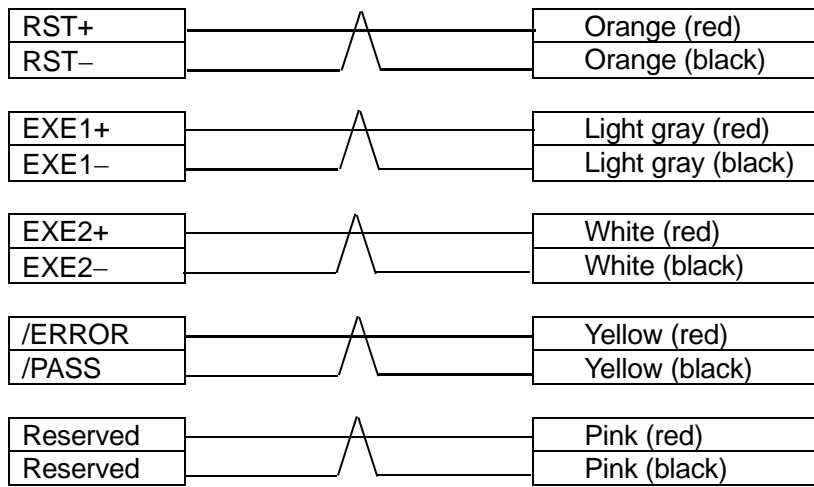 RST+ Orange (red)
RST− Orange (black)
EXE1+ Light gray (red)
EXE1− Light gray (black)
EXE2+ White (red)
EXE2− White (black)
/ERROR Yellow (red)
/PASS Yellow (black)
Reserved Pink (red)
Reserved Pink (black)